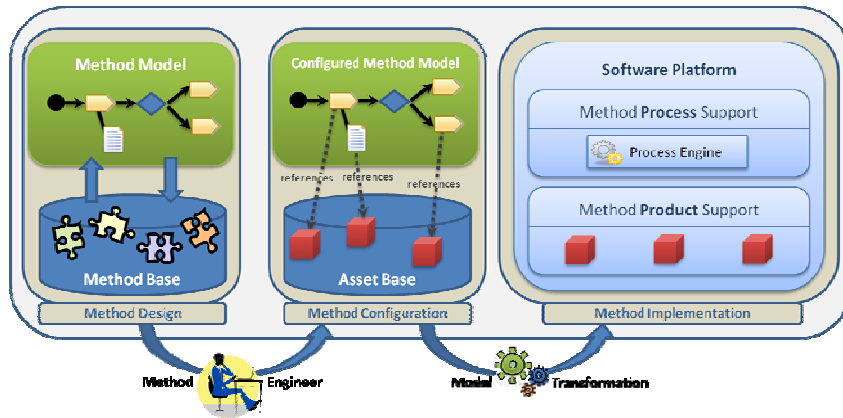 Method Model
Method Base
Method Design
Configured Method Model
references
references
references
Asset Base
Method Configuration
Software Platform
Method Process Support
Process Engine
Method Product Support
Method Implementation
Method Engineer
Model Transformation